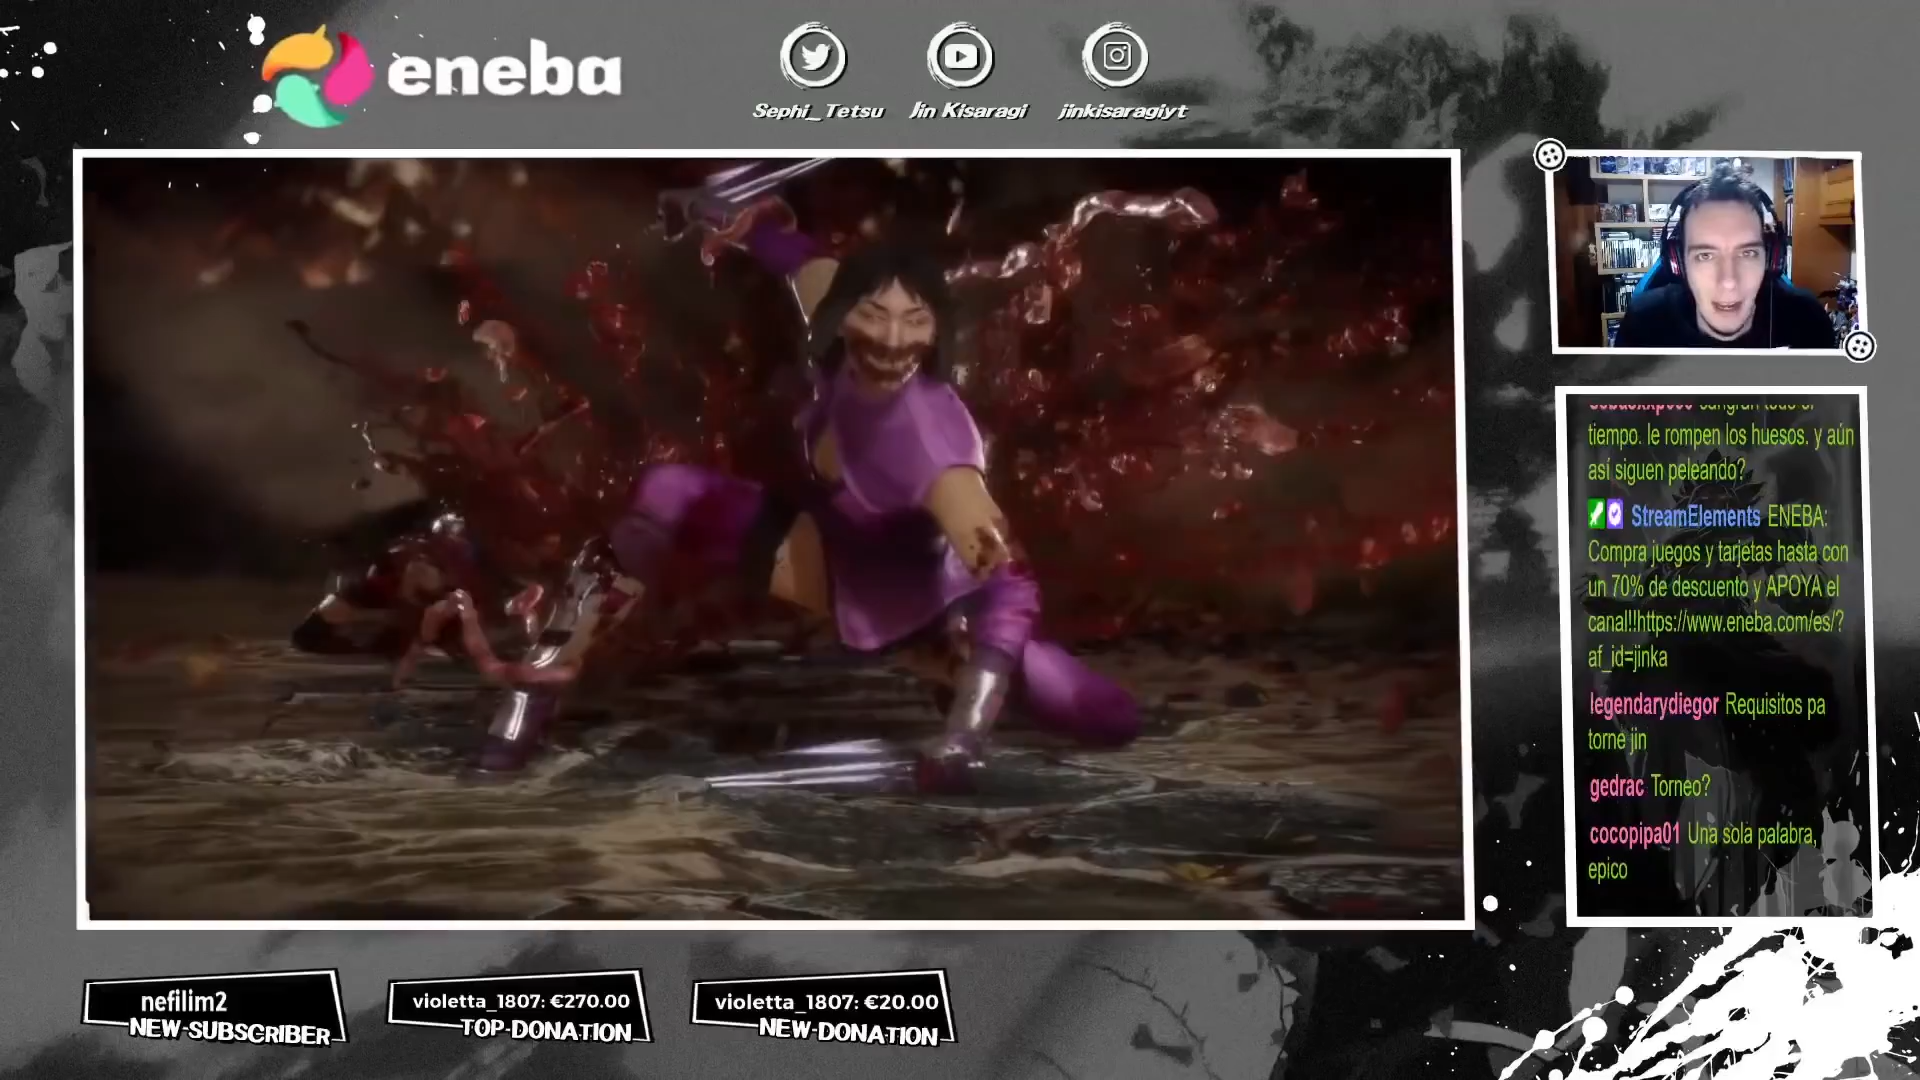 eneba
Sephi_Tetsu
Jin Kisaragi
jinkisaragiyt
tiempo. le rompen los huesos. y aún
así siguen peleando?
StreamElements ENEBA:
Compra juegos y tarjetas hasta con
un 70% de descuento y APOYA el
canal!!https://www.eneba.com/es/?
af_id=jinka
legendarydiegor Requisitos pa
torne jin
gedrac Torneo?
cocopipa01 Una sola palabra,
epico
nefilim2
NEW-SUBSCRIBER
violetta_1807: €270.00
TOP-DONATION
violetta_1807: €20.00
NEW-DONATION